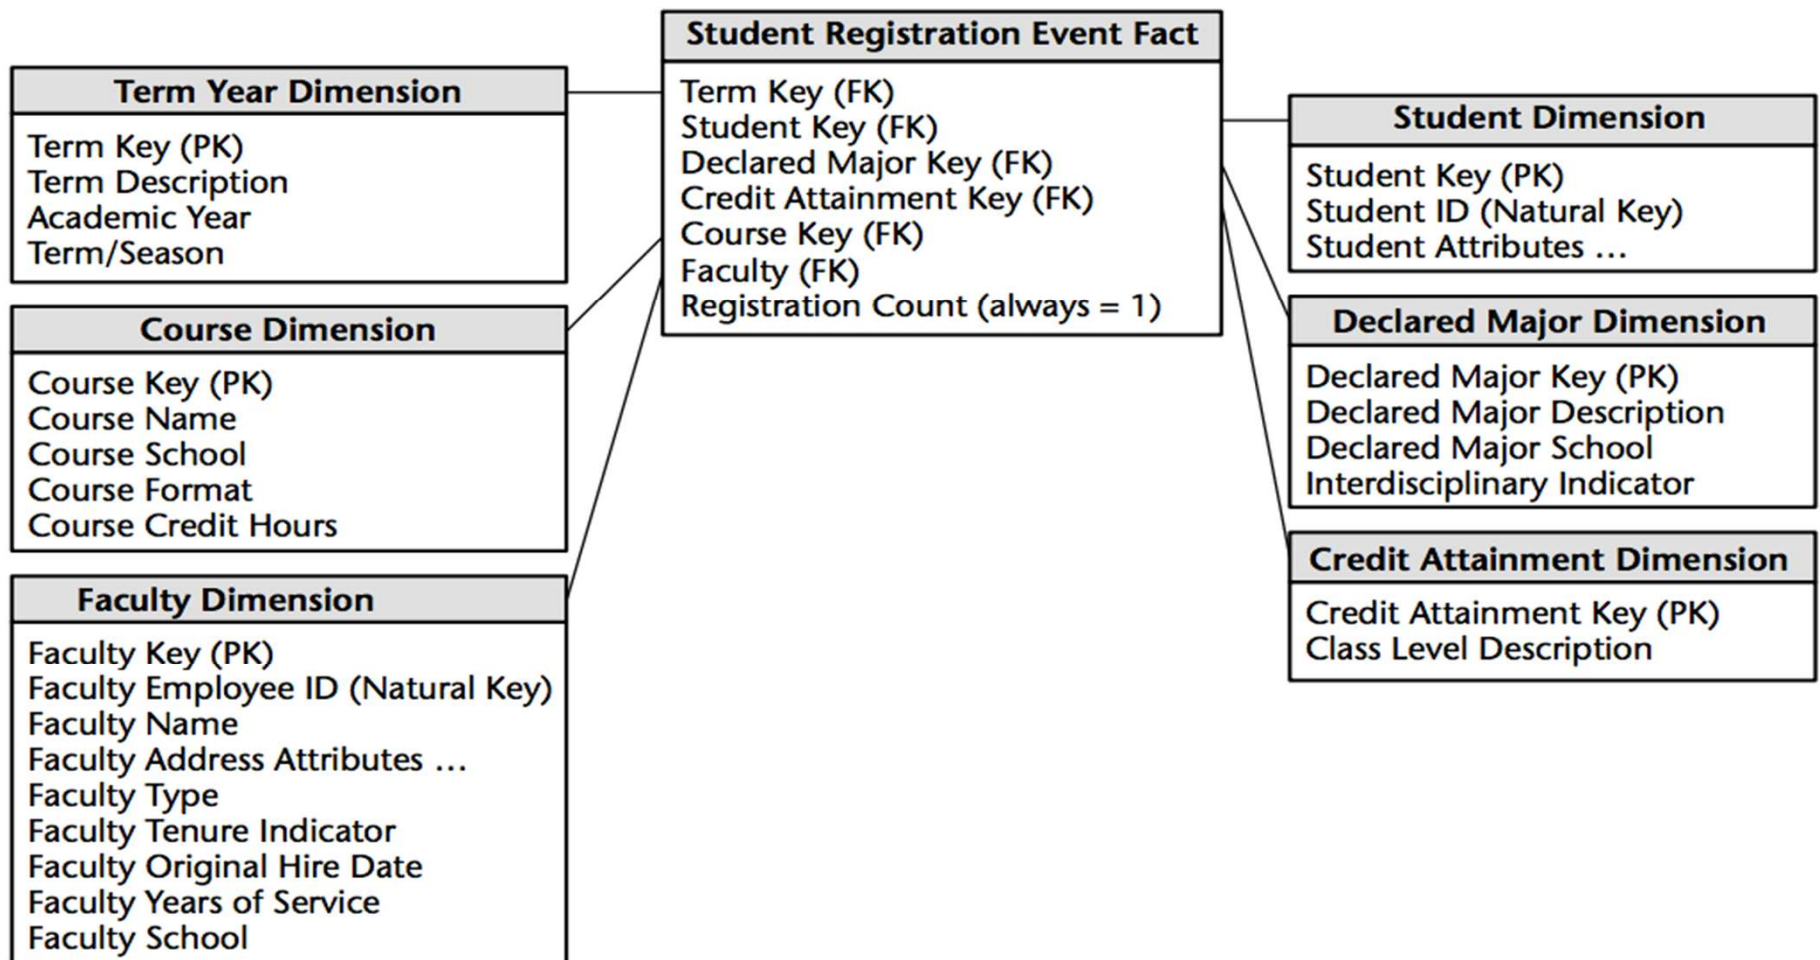 Student Registration Event Fact
Term Key (FK)
Student Key (FK)
Declared Major Key (FK)
Credit Attainment Key (FK)
Course Key (FK)
Faculty (FK)
Registration Count (always = 1)
Term Year Dimension
Term Key (PK)
Term Description
Academic Year
Term/Season
Course Dimension
Course Key (PK)
Course Name
Course School
Course Format
Course Credit Hours
Faculty Dimension
Faculty Key (PK)
Faculty Employee ID (Natural Key)
Faculty Name
Faculty Address Attributes ...
Faculty Type
Faculty Tenure Indicator
Faculty Original Hire Date
Faculty Years of Service
Faculty School
Student Dimension
Student Key (PK)
Student ID (Natural Key)
Student Attributes ...
Declared Major Dimension
Declared Major Key (PK)
Declared Major Description
Declared Major School
Interdisciplinary Indicator
Credit Attainment Dimension
Credit Attainment Key (PK)
Class Level Description